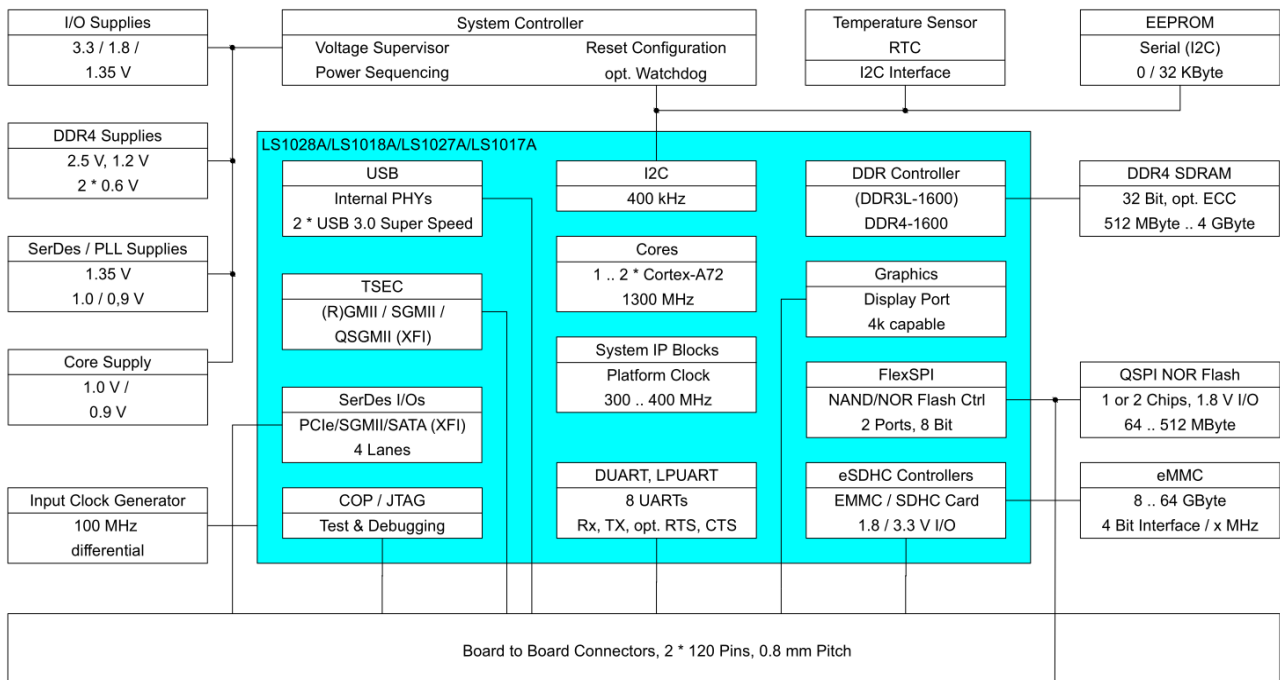 I/O Supplies
3.3 / 1.8 /
1.35 V
System Controller
Voltage Supervisor
Reset Configuration
Power Sequencing
opt. Watchdog
Temperature Sensor
RTC
I2C Interface
EEPROM
Serial (I2C)
0 / 32 KByte
DDR4 Supplies
2.5 V, 1.2 V
2 * 0.6 V
SerDes / PLL Supplies
1.35 V
1.0 / 0,9 V
Core Supply
1.0 V /
0.9 V
Input Clock Generator
100 MHz
differential
LS1028A/LS1018A/LS1027A/LS1017A
USB
Internal PHYs
2 * USB 3.0 Super Speed
TSEC
(R)GMII / SGMII /
QSGMII (XFI)
SerDes I/Os
PCIe/SGMII/SATA (XFI)
4 Lanes
COP / JTAG
Test & Debugging
I2C
400 kHz
Cores
1 .. 2 * Cortex-A72
1300 MHz
System IP Blocks
Platform Clock
300 .. 400 MHz
DUART, LPUART
8 UARTs
Rx, TX, opt. RTS, CTS
DDR Controller
(DDR3L-1600)
DDR4-1600
Graphics
Display Port
4k capable
FlexSPI
NAND/NOR Flash Ctrl
2 Ports, 8 Bit
eSDHC Controllers
EMMC / SDHC Card
1.8 / 3.3 V I/O
DDR4 SDRAM
32 Bit, opt. ECC
512 MByte .. 4 GByte
QSPI NOR Flash
1 or 2 Chips, 1.8 V I/O
64 .. 512 MByte
eMMC
8 .. 64 GByte
4 Bit Interface / x MHz
Board to Board Connectors, 2 * 120 Pins, 0.8 mm Pitch